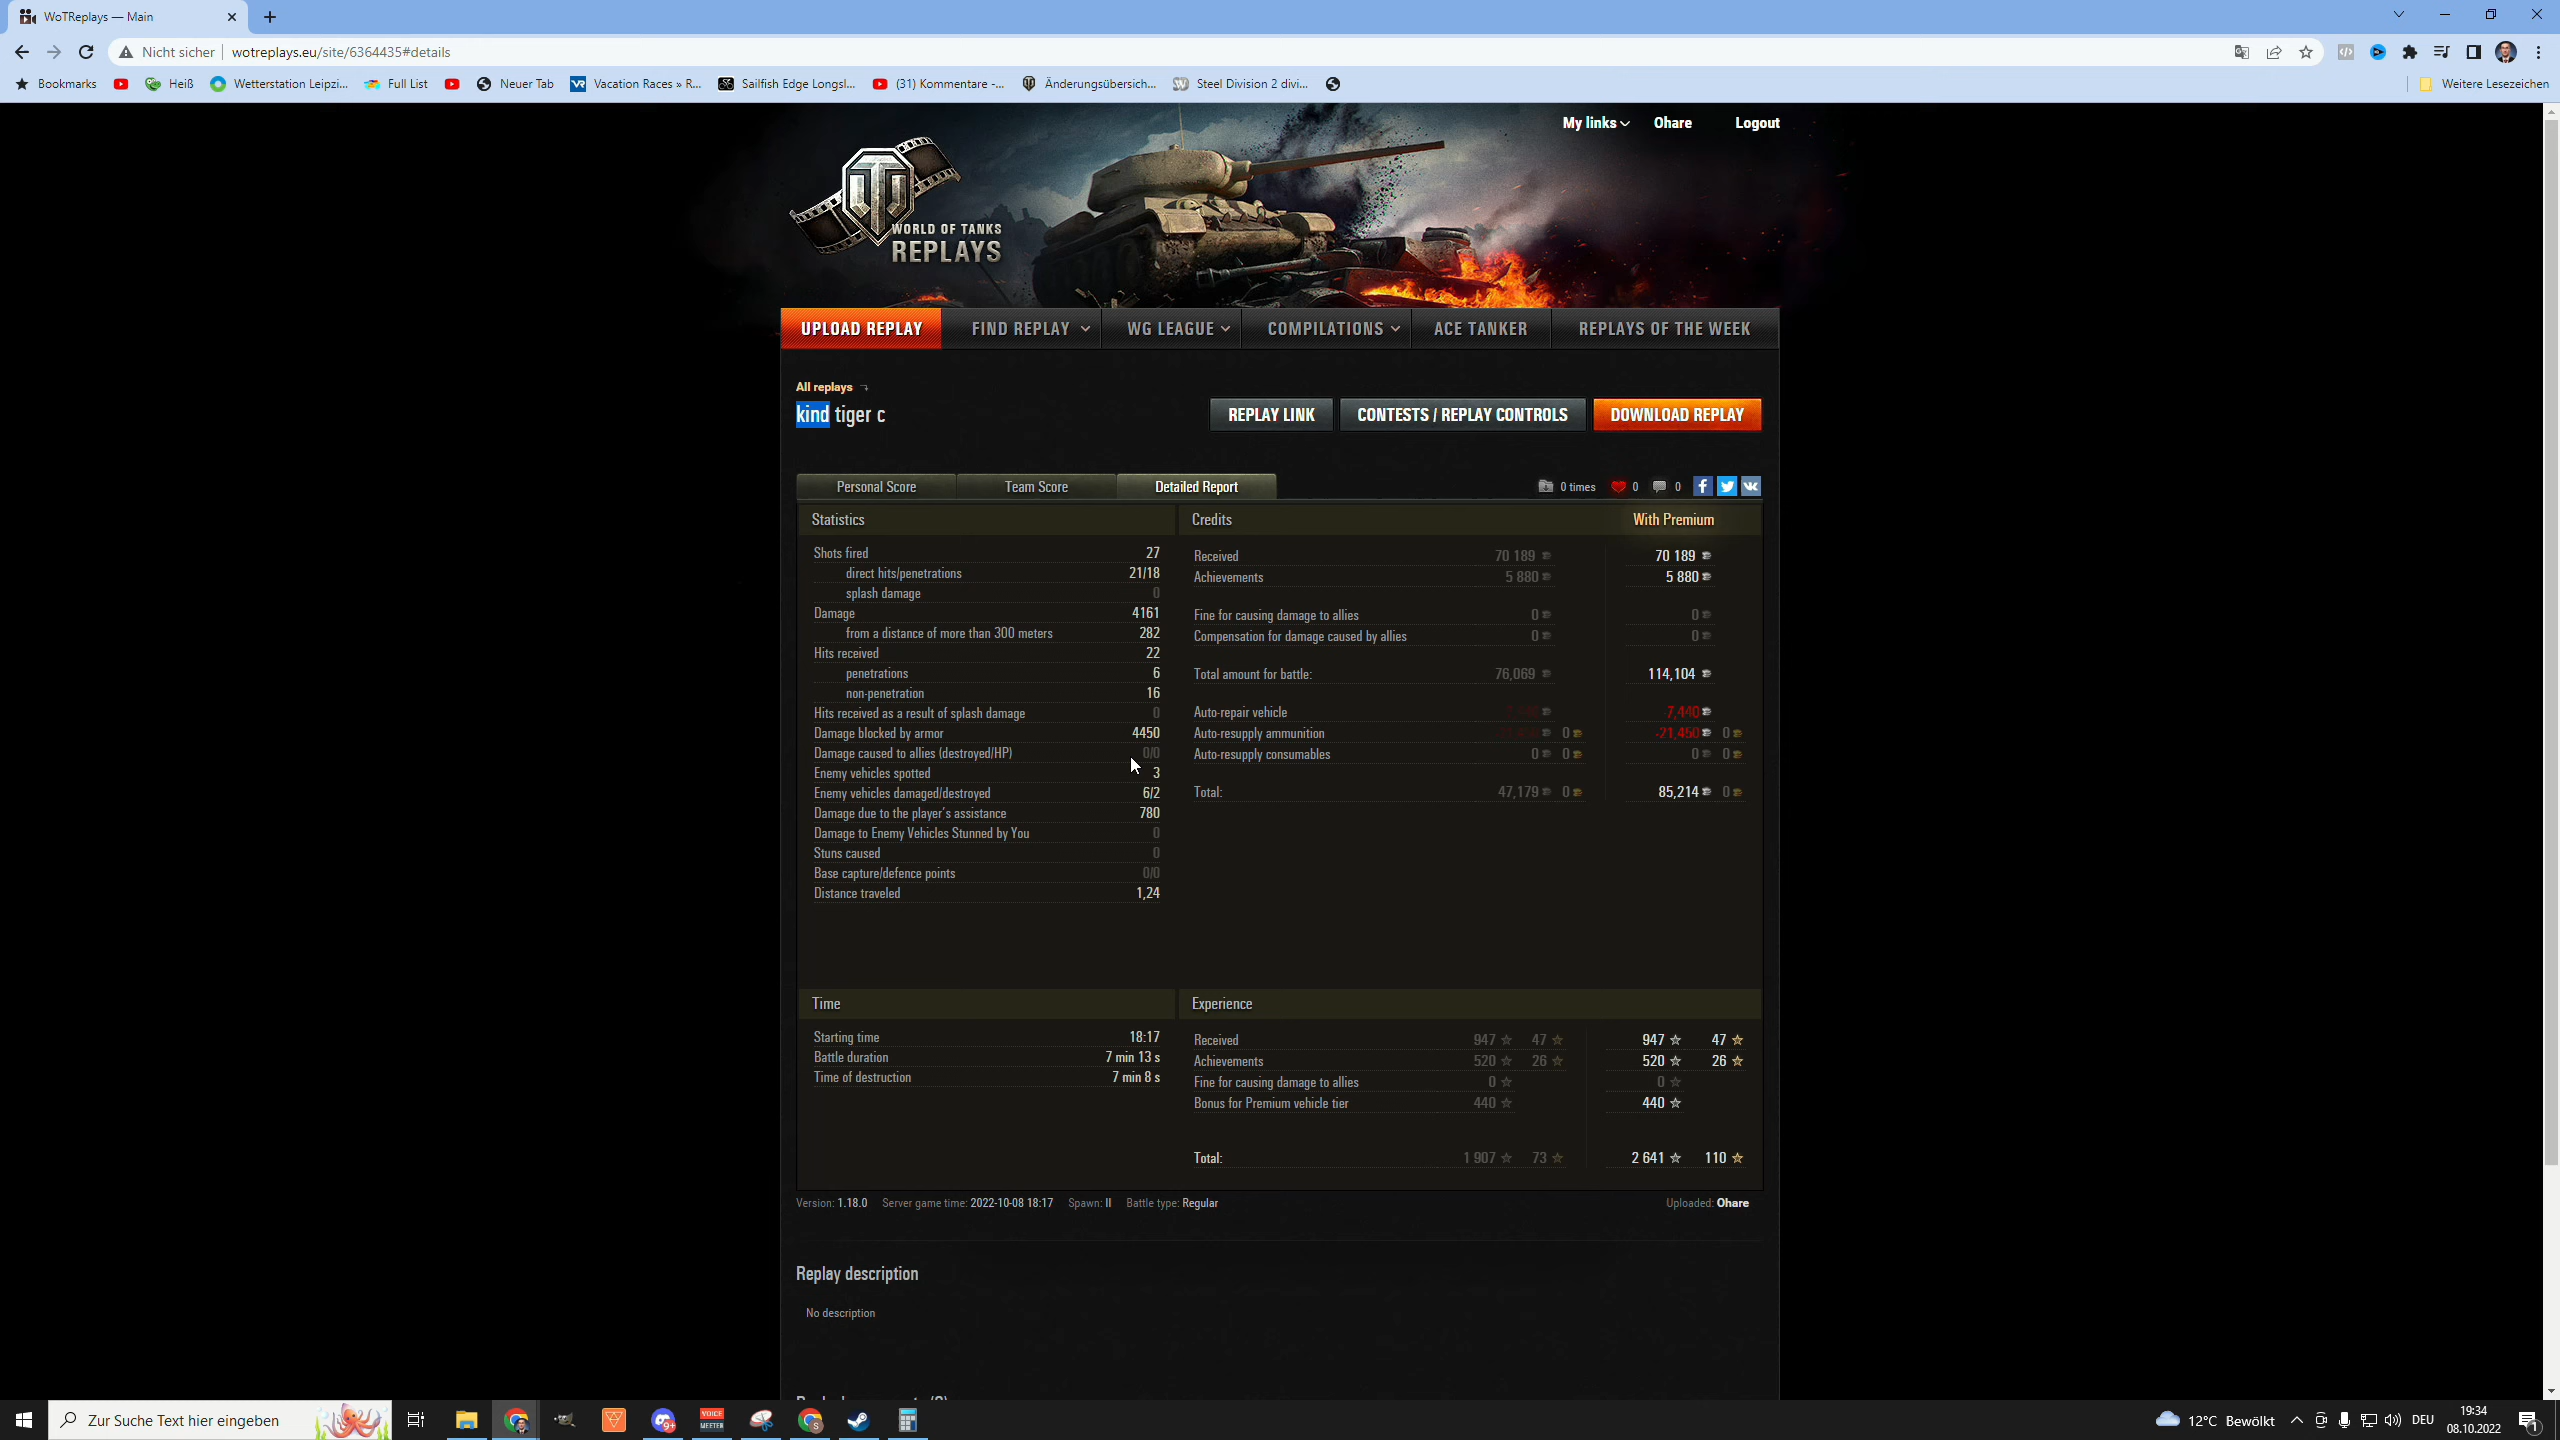 WoTReplays — Main
Nicht sicher
wotreplays.eu/site/6364435#details
Bookmarks
Heiß
Wetterstation Leipzi...
Full List
Neuer Tab
Vacation Races » R...
Sailfish Edge Longsl...
(31) Kommentare -...
Änderungsübersich...
Steel Division 2 divi...
Weitere Lesezeichen
My links
Ohare
Logout
WORLD OF TANKS
REPLAYS
UPLOAD REPLAY
FIND REPLAY
WG LEAGUE
COMPILATIONS
ACE TANKER
REPLAYS OF THE WEEK
All replays
kind tiger c
REPLAY LINK
CONTESTS / REPLAY CONTROLS
DOWNLOAD REPLAY
Personal Score
Team Score
Detailed Report
0 times
0
0
Statistics
Shots fired 27
direct hits/penetrations 21/18
splash damage 0
Damage 4161
from a distance of more than 300 meters 282
Hits received 22
penetrations 6
non-penetration 16
Hits received as a result of splash damage 0
Damage blocked by armor 4450
Damage caused to allies (destroyed/HP) 0/0
Enemy vehicles spotted 3
Enemy vehicles damaged/destroyed 6/2
Damage due to the player's assistance 780
Damage to Enemy Vehicles Stunned by You 0
Stuns caused 0
Base capture/defence points 0/0
Distance traveled 1,24
Credits With Premium
Received 70 189 70 189
Achievements 5 880 5 880
Fine for causing damage to allies 0 0
Compensation for damage caused by allies 0 0
Total amount for battle: 76,069 114,104
Auto-repair vehicle -7,440
Auto-resupply ammunition 0 -21,450 0
Auto-resupply consumables 0 0 0 0
Total: 47,179 0 85,214 0
Time
Starting time 18:17
Battle duration 7 min 13 s
Time of destruction 7 min 8 s
Experience
Received 947 47 947 47
Achievements 520 26 520 26
Fine for causing damage to allies 0 0
Bonus for Premium vehicle tier 440 440
Total: 1 907 73 2 641 110
Version: 1.18.0 Server game time: 2022-10-08 18:17 Spawn: II Battle type: Regular
Uploaded: Ohare
Replay description
No description
Zur Suche Text hier eingeben
9+
VOICE
MEETER
S
12°C Bewölkt
DEU
19:34
08.10.2022
1